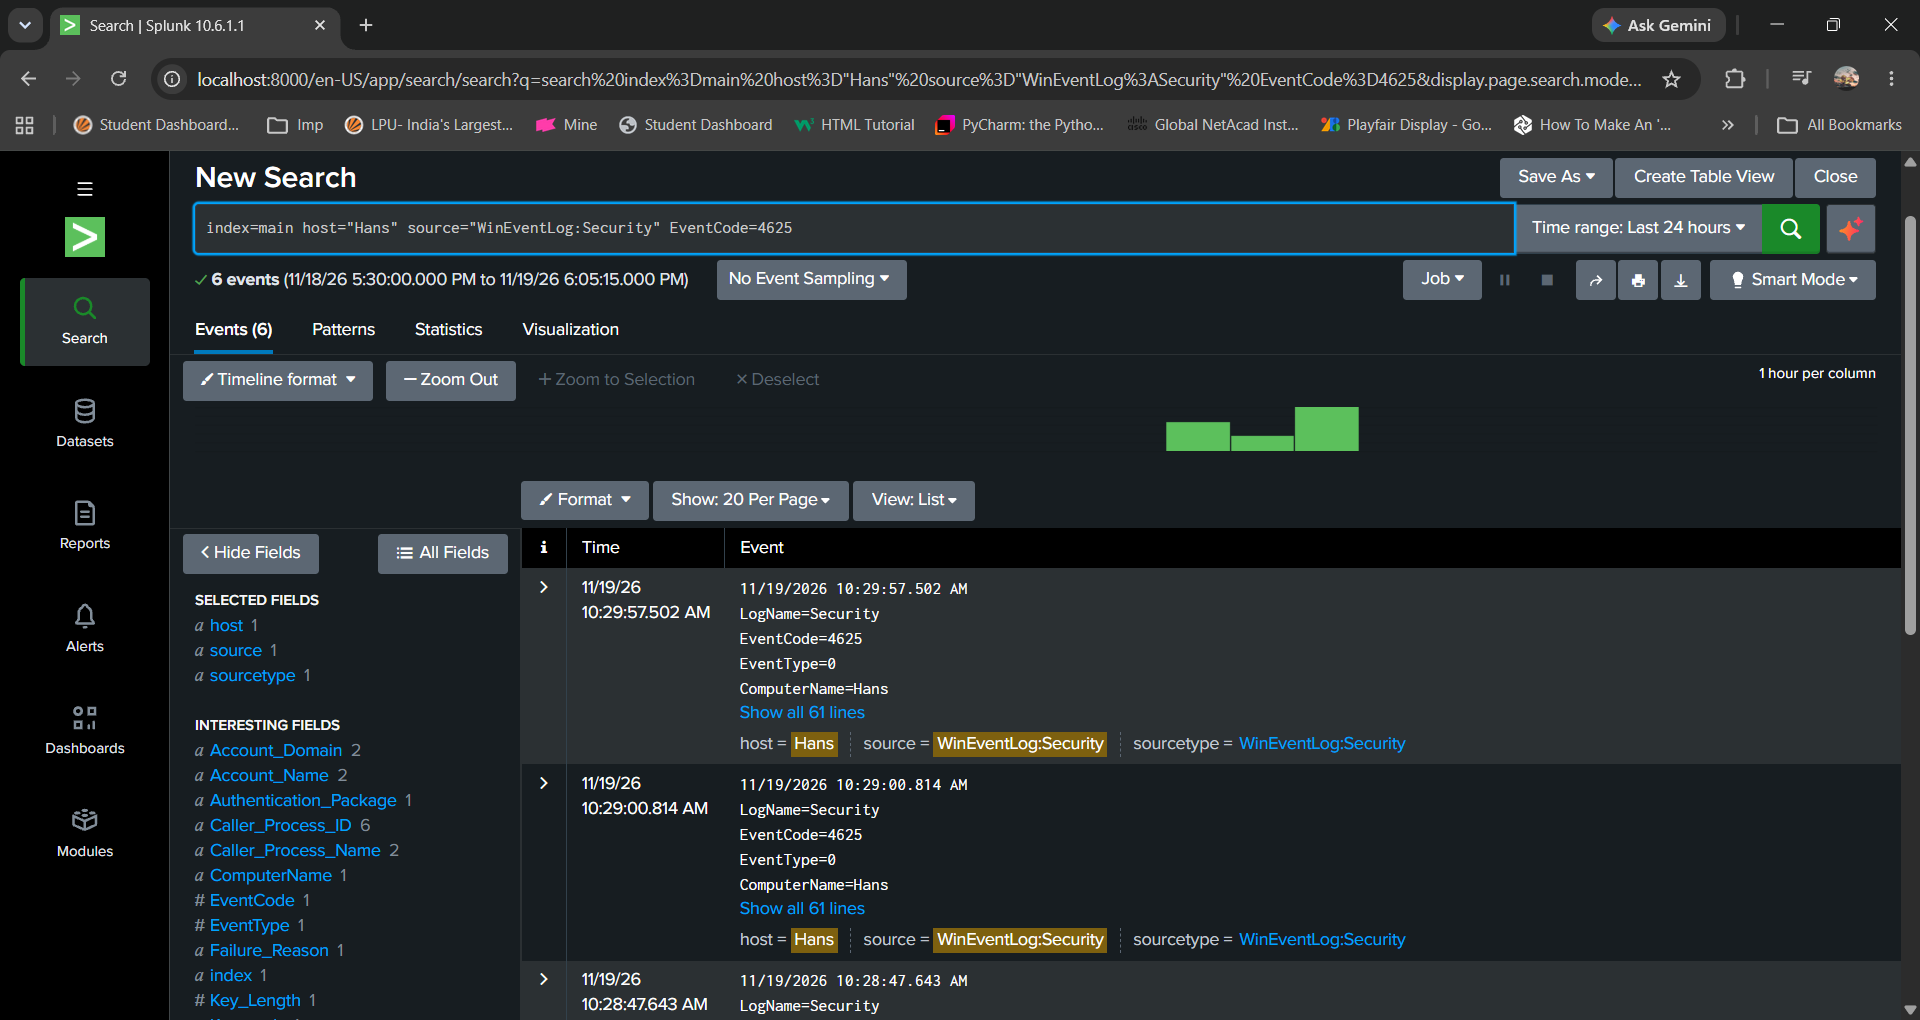 Search | Splunk 10.6.1.1
Ask Gemini
localhost:8000/en-US/app/search/search?q=search%20index%3Dmain%20host%3D"Hans"%20source%3D"WinEventLog%3ASecurity"%20EventCode%3D4625&display.page.search.mode...
Student Dashboard...
Imp
LPU- India's Largest...
Mine
Student Dashboard
HTML Tutorial
PyCharm: the Pytho...
Global NetAcad Inst...
Playfair Display - Go...
How To Make An '...
All Bookmarks
New Search
Save As
Create Table View
Close
index=main host="Hans" source="WinEventLog:Security" EventCode=4625
Time range: Last 24 hours
6 events (11/18/26 5:30:00.000 PM to 11/19/26 6:05:15.000 PM)
No Event Sampling
Job
Smart Mode
Search
Datasets
Reports
Alerts
Dashboards
Modules
Events (6)
Patterns
Statistics
Visualization
Timeline format
— Zoom Out
+ Zoom to Selection
× Deselect
1 hour per column
Format
Show: 20 Per Page
View: List
< Hide Fields
All Fields
SELECTED FIELDS
a host 1
a source 1
a sourcetype 1
INTERESTING FIELDS
a Account_Domain 2
a Account_Name 2
a Authentication_Package 1
a Caller_Process_ID 6
a Caller_Process_Name 2
a ComputerName 1
# EventCode 1
# EventType 1
a Failure_Reason 1
a index 1
# Key_Length 1
i
Time
Event
11/19/26
10:29:57.502 AM
11/19/2026 10:29:57.502 AM
LogName=Security
EventCode=4625
EventType=0
ComputerName=Hans
Show all 61 lines
host = Hans
source = WinEventLog:Security
sourcetype = WinEventLog:Security
11/19/26
10:29:00.814 AM
11/19/2026 10:29:00.814 AM
LogName=Security
EventCode=4625
EventType=0
ComputerName=Hans
Show all 61 lines
host = Hans
source = WinEventLog:Security
sourcetype = WinEventLog:Security
11/19/26
10:28:47.643 AM
11/19/2026 10:28:47.643 AM
LogName=Security